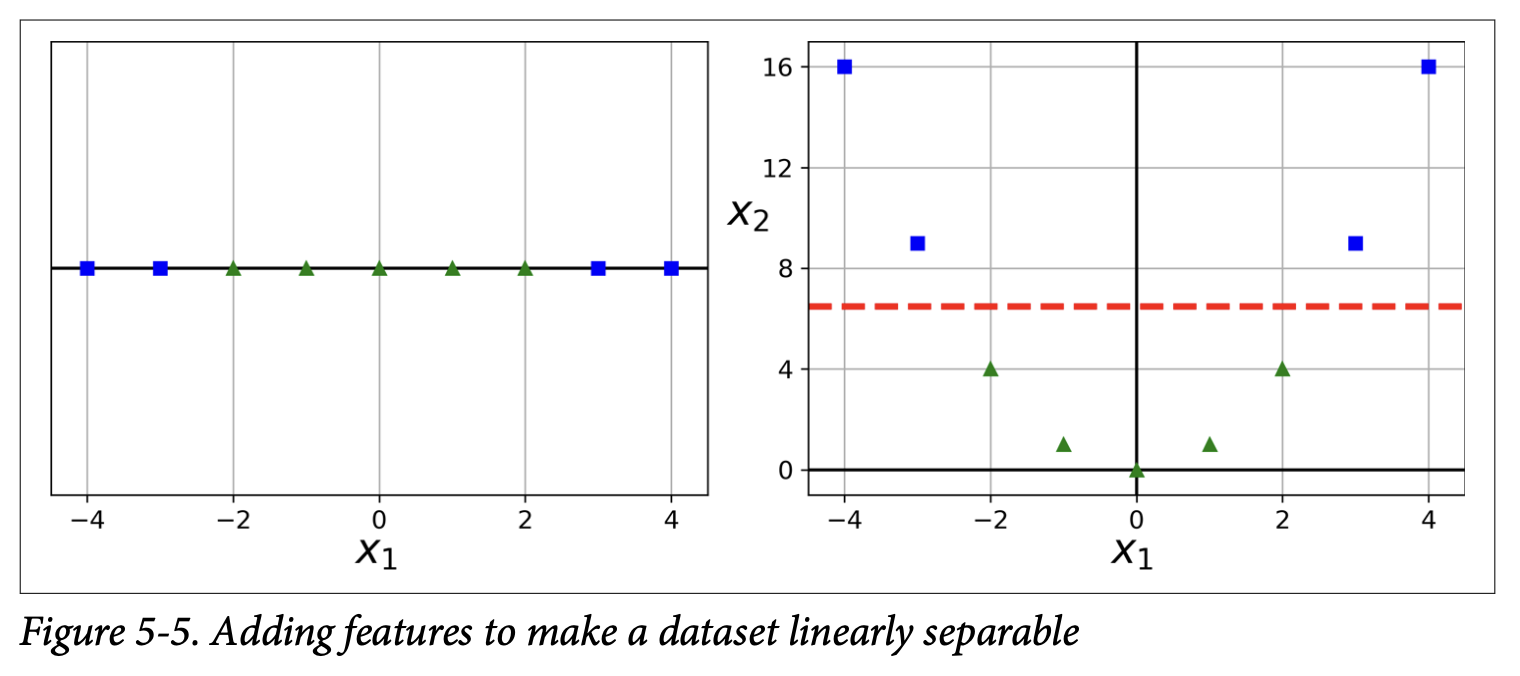 −4 −2 0 2 4
x1
x2
16
12
8
4
0
−4 −2 0 2 4
x1
Figure 5-5. Adding features to make a dataset linearly separable